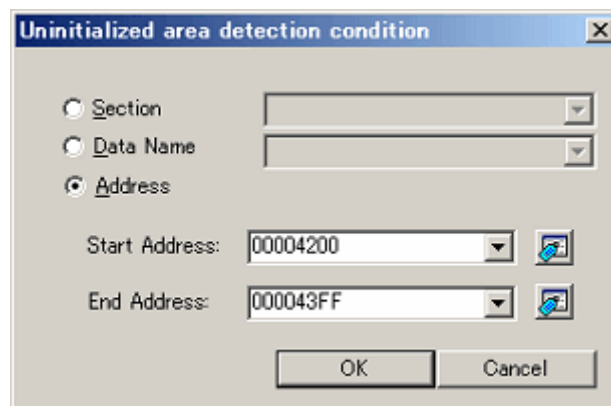 Uninitialized area detection condition
Section
Data Name
Address
Start Address: 00004200
End Address: 000043FF
OK Cancel